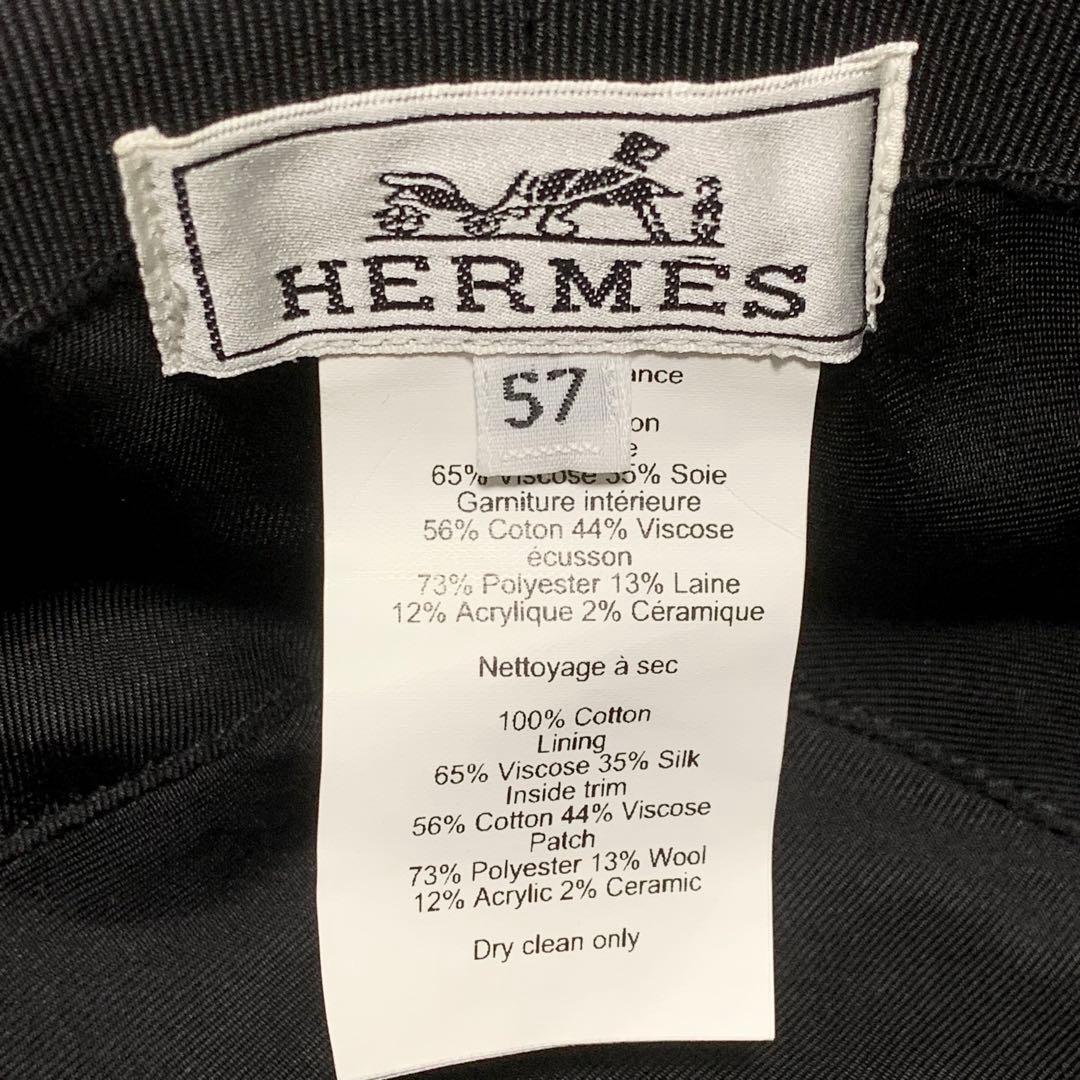 HERMES
57
65% Viscose 35% Soie
Garniture intérieure
56% Coton 44% Viscose
écusson
73% Polyester 13% Laine
12% Acrylique 2% Céramique
Nettoyage à sec
100% Cotton
Lining
65% Viscose 35% Silk
Inside trim
56% Cotton 44% Viscose
Patch
73% Polyester 13% Wool
12% Acrylic 2% Ceramic
Dry clean only